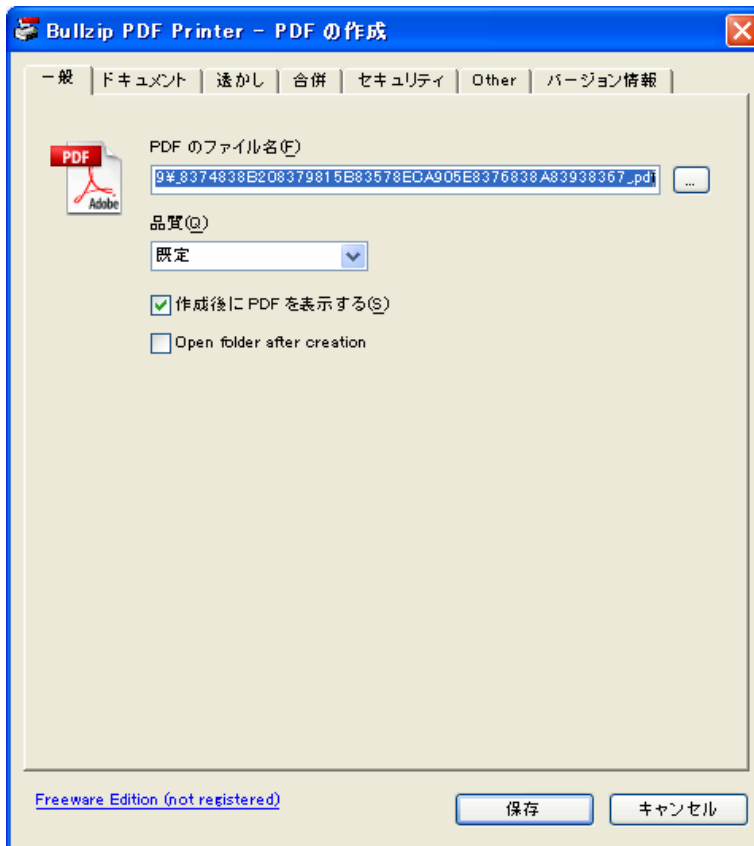 Bullzip PDF Printer - PDF の作成
一般 ドキュメント 透かし 合併 セキュリティ Other バージョン情報
PDF
Adobe
PDF のファイル名(F)
9¥_8374838B208379815B83578ECA905E8376838A83938367_.pdf
...
品質(Q)
既定
作成後に PDF を表示する(S)
Open folder after creation
Freeware Edition (not registered)
保存 キャンセル